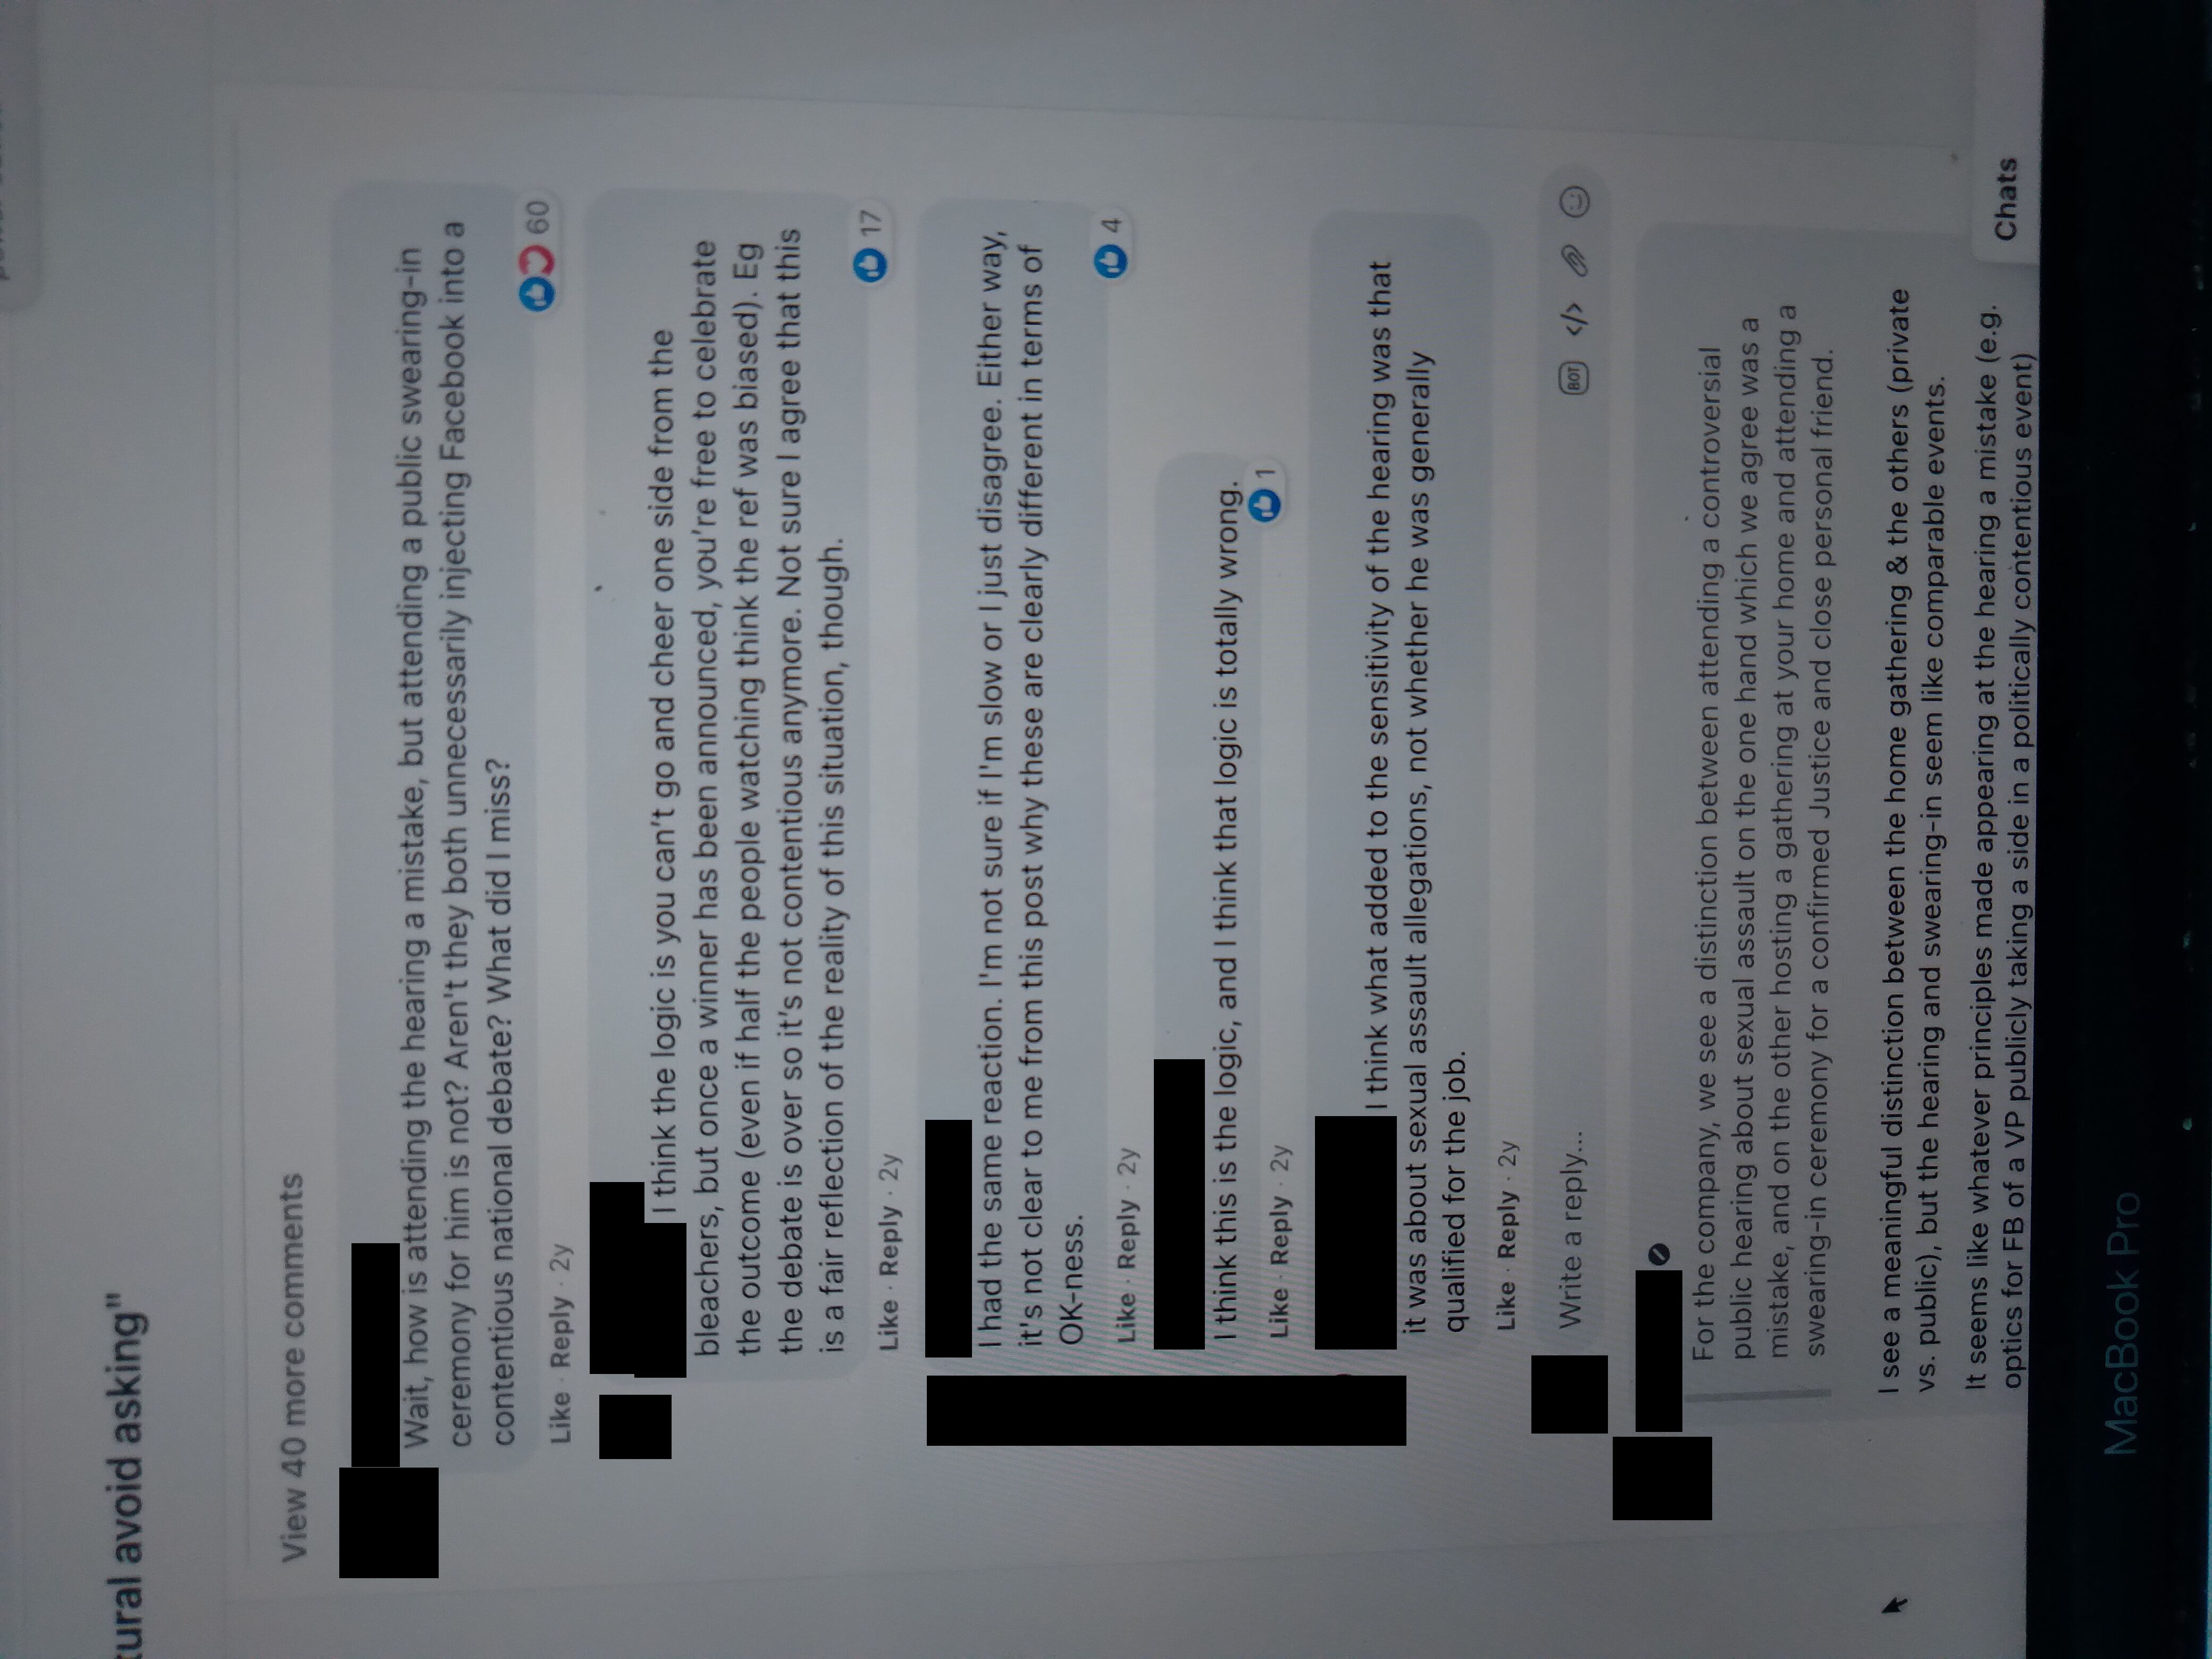 tural avoid asking"
View 40 more comments
Wait, how is attending the hearing a mistake, but attending a public swearing-in
ceremony for him is not? Aren't they both unnecessarily injecting Facebook into a
contentious national debate? What did I miss?
60
Like · Reply · 2y
I think the logic is you can't go and cheer one side from the
bleachers, but once a winner has been announced, you're free to celebrate
the outcome (even if half the people watching think the ref was biased). Eg
the debate is over so it's not contentious anymore. Not sure I agree that this
is a fair reflection of the reality of this situation, though.
17
Like · Reply · 2y
I had the same reaction. I'm not sure if I'm slow or I just disagree. Either way,
it's not clear to me from this post why these are clearly different in terms of
OK-ness.
4
Like · Reply · 2y
I think this is the logic, and I think that logic is totally wrong.
1
Like · Reply · 2y
I think what added to the sensitivity of the hearing was that
it was about sexual assault allegations, not whether he was generally
qualified for the job.
Like · Reply · 2y
Write a reply...
BOT </>
For the company, we see a distinction between attending a controversial
public hearing about sexual assault on the one hand which we agree was a
mistake, and on the other hosting a gathering at your home and attending a
swearing-in ceremony for a confirmed Justice and close personal friend.
I see a meaningful distinction between the home gathering & the others (private
vs. public), but the hearing and swearing-in seem like comparable events.
It seems like whatever principles made appearing at the hearing a mistake (e.g.
optics for FB of a VP publicly taking a side in a politically contentious event)
Chats
MacBook Pro